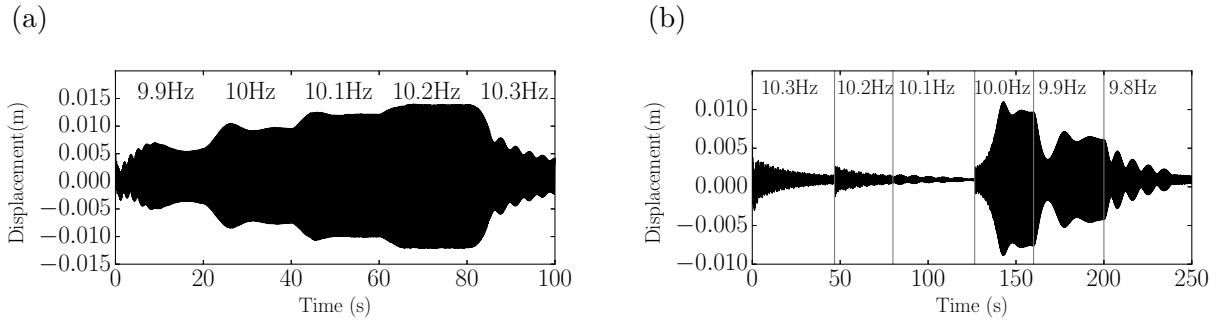 (a)
(b)
9.9Hz 10Hz 10.1Hz 10.2Hz 10.3Hz
0.015
0.010
0.005
0.000
−0.005
−0.010
−0.015
Displacement(m)
0 20 40 60 80 100
Time (s)
10.3Hz 10.2Hz 10.1Hz 10.0Hz 9.9Hz 9.8Hz
0.010
0.005
0.000
−0.005
−0.010
Displacement(m)
0 50 100 150 200 250
Time (s)